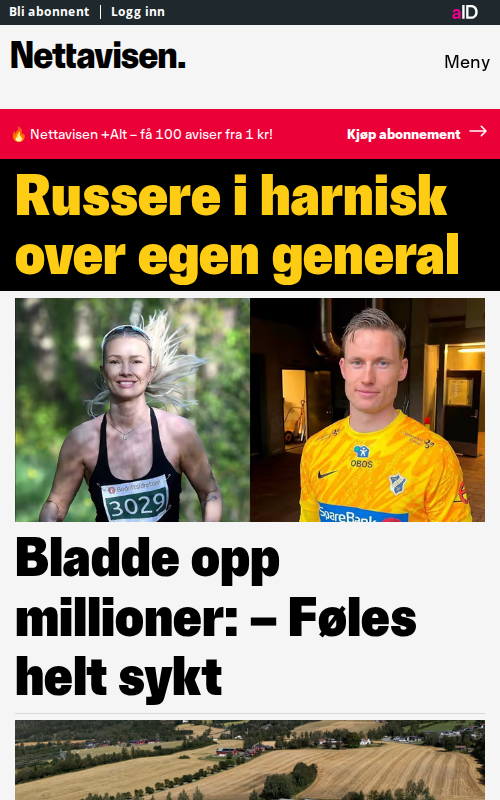 Bli abonnent | Logg inn
aID
Nettavisen.
Meny
🔥 Nettavisen +Alt – få 100 aviser fra 1 kr!
Kjøp abonnement →
Russere i harnisk
over egen general
Bedriftsidretten
3029
OBOS
SpareBank
Bladde opp
millioner: – Føles
helt sykt